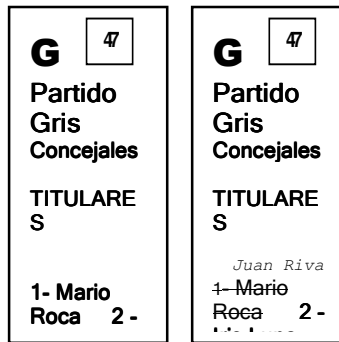 G 47
Partido
Gris
Concejales
TITULARE
S
1- Mario
Roca 2 -
G 47
Partido
Gris
Concejales
TITULARE
S
Juan Riva
1- Mario
Roca 2 -